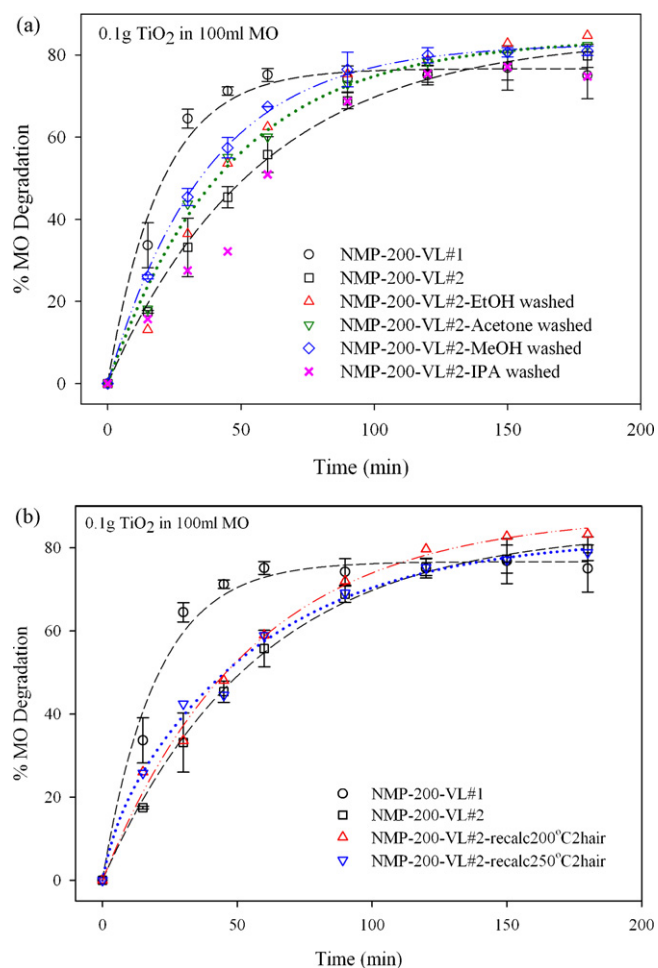 (a)
0.1g TiO2 in 100ml MO
% MO Degradation
80
60
40
20
0
NMP-200-VL#1
NMP-200-VL#2
NMP-200-VL#2-EtOH washed
NMP-200-VL#2-Acetone washed
NMP-200-VL#2-MeOH washed
NMP-200-VL#2-IPA washed
0 50 100 150 200
Time (min)
(b)
0.1g TiO2 in 100ml MO
% MO Degradation
80
60
40
20
0
NMP-200-VL#1
NMP-200-VL#2
NMP-200-VL#2-recalc200°C2hair
NMP-200-VL#2-recalc250°C2hair
0 50 100 150 200
Time (min)